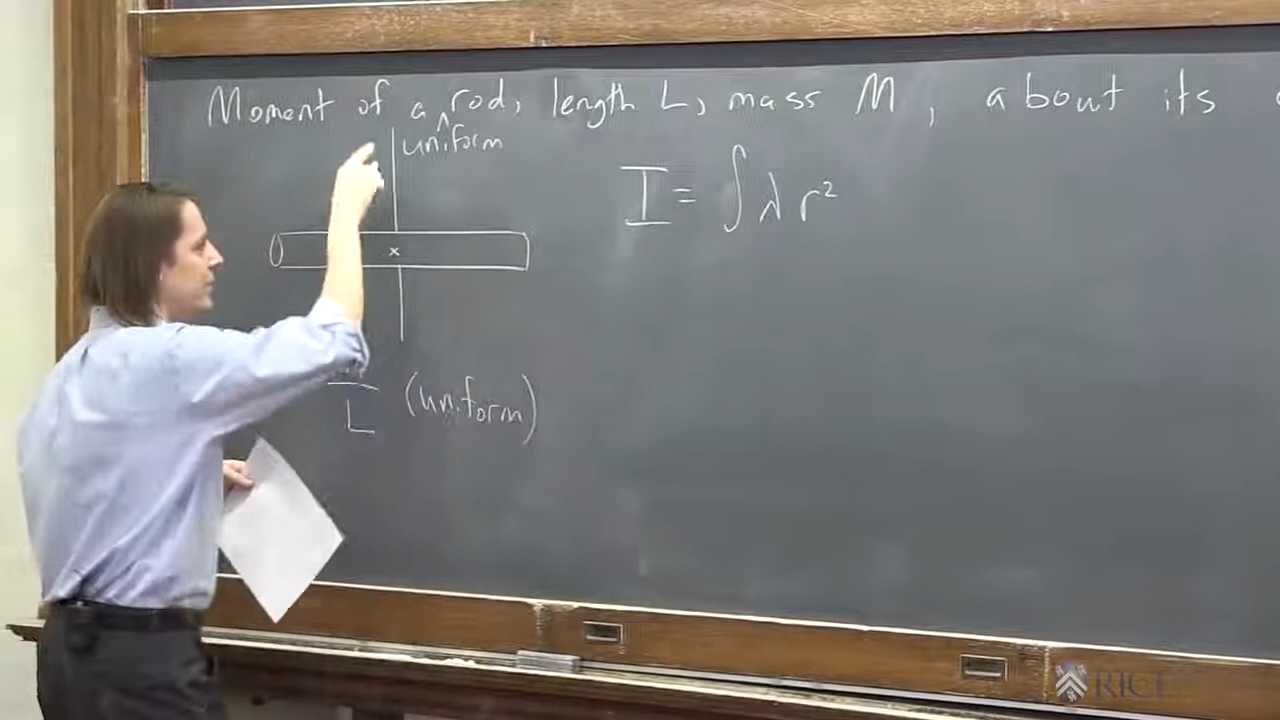 Moment of a rod, length L, mass M, about its
uniform
I = ∫ λ r²
x
L (uniform)
RICE